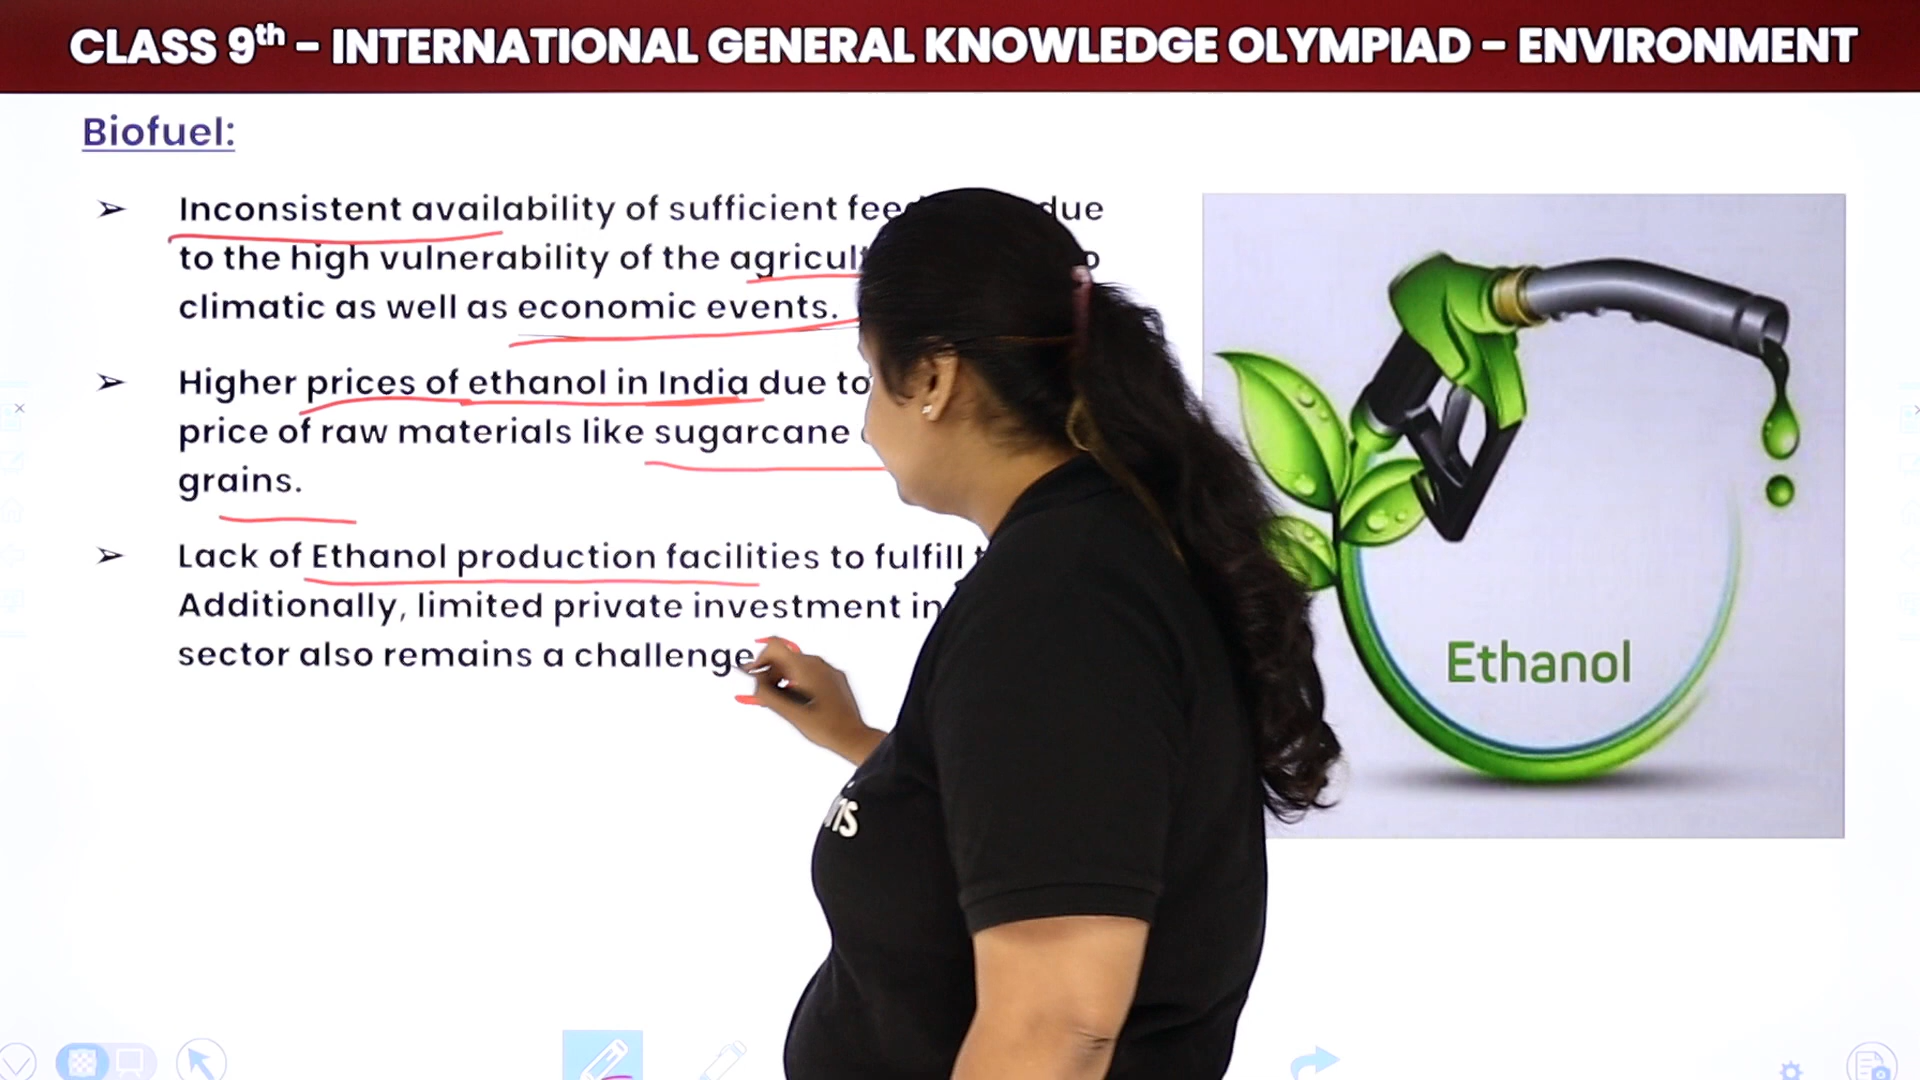 CLASS 9th – INTERNATIONAL GENERAL KNOWLEDGE OLYMPIAD – ENVIRONMENT
Biofuel:
➢ Inconsistent availability of sufficient due
to the high vulnerability of the
climatic as well as economic events.
➢ Higher prices of ethanol in India due to
price of raw materials like sugarcane
grains.
➢ Lack of Ethanol production facilities to fulfill
Additionally, limited private investment in
sector also remains a challenge
Ethanol